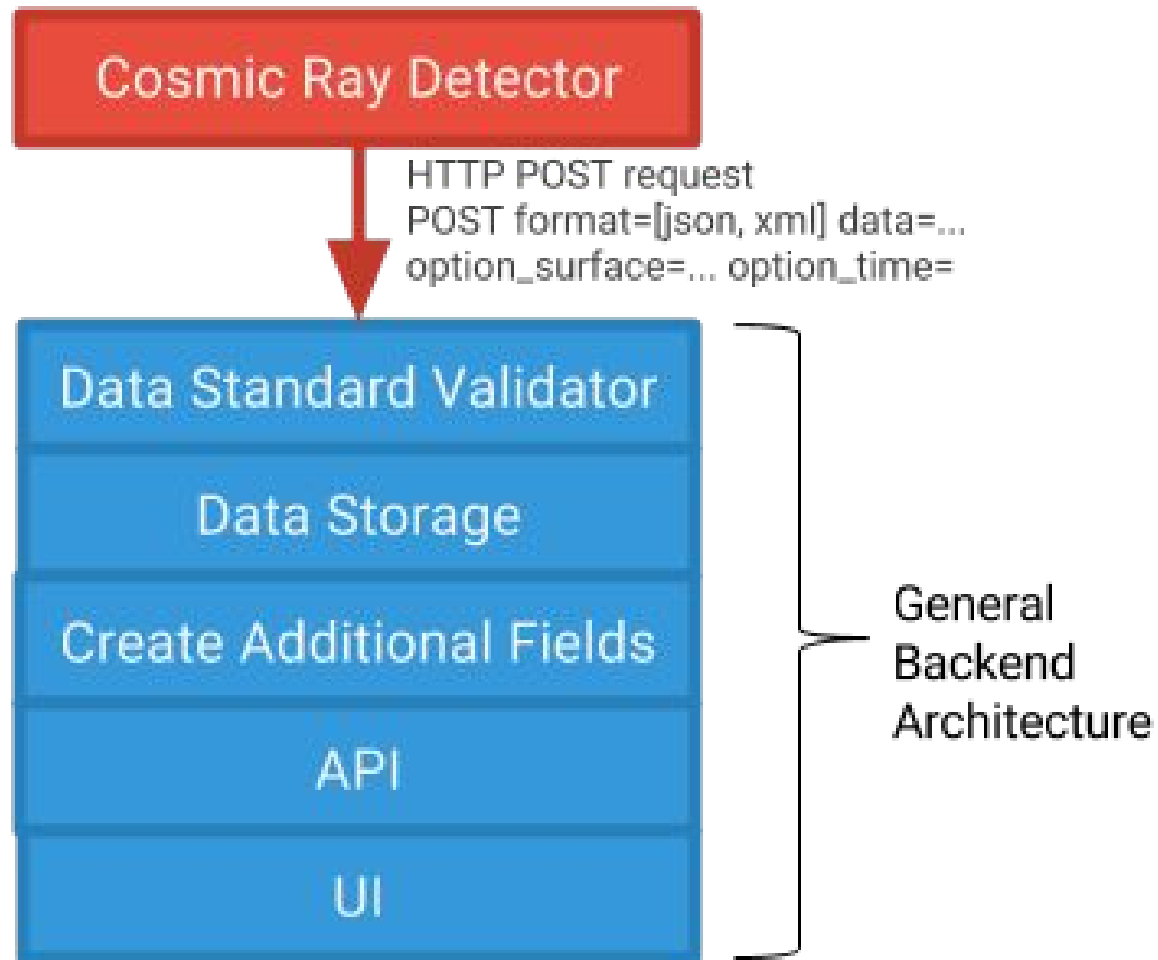 Cosmic Ray Detector
HTTP POST request
POST format=[json, xml] data=...
option_surface=... option_time=
Data Standard Validator
Data Storage
Create Additional Fields
API
UI
General
Backend
Architecture